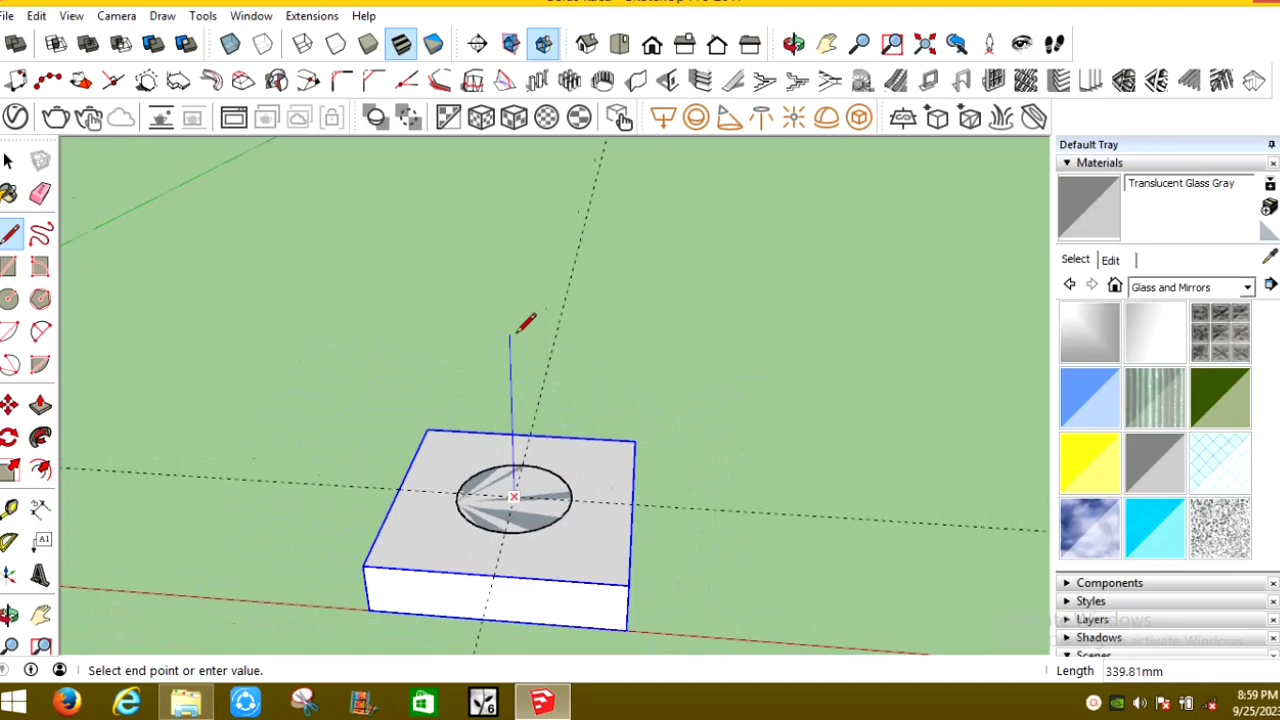 Edit
View
Camera
Draw
Tools
Window
Extensions
Help
Default Tray
Materials
Translucent Glass Gray
Select
Edit
Glass and Mirrors
A1
Components
Styles
Layers
Shadows
Select end point or enter value.
Length
339.81mm
8:59 PM